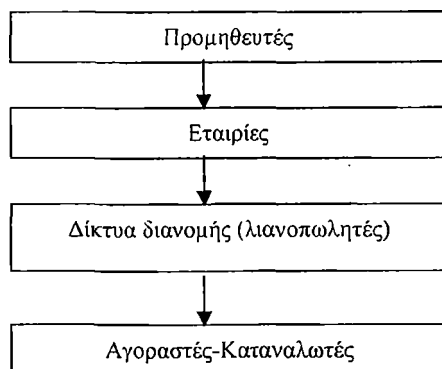 Προμηθευτές
Εταιρίες
Δίκτυα διανομής (λιανοπωλητές)
Αγοραστές-Καταναλωτές